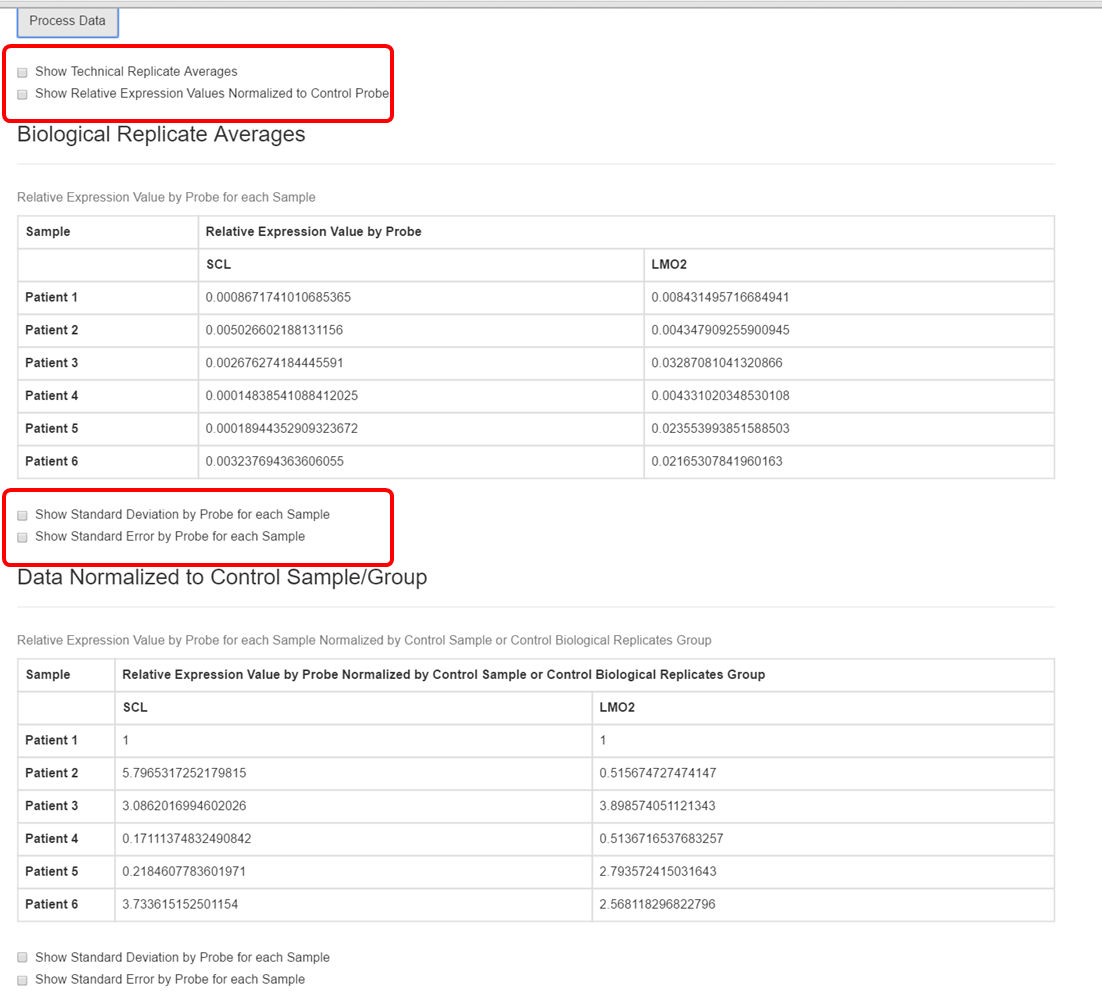 Process Data
Show Technical Replicate Averages
Show Relative Expression Values Normalized to Control Probe
Biological Replicate Averages
Relative Expression Value by Probe for each Sample
Sample Relative Expression Value by Probe
SCL LMO2
Patient 1 0.0008671741010685365 0.008431495716684941
Patient 2 0.005026602188131156 0.004347909255900945
Patient 3 0.002676274184445591 0.03287081041320866
Patient 4 0.00014838541088412025 0.004331020348530108
Patient 5 0.00018944352909323672 0.023553993851588503
Patient 6 0.003237694363606055 0.02165307841960163
Show Standard Deviation by Probe for each Sample
Show Standard Error by Probe for each Sample
Data Normalized to Control Sample/Group
Relative Expression Value by Probe for each Sample Normalized by Control Sample or Control Biological Replicates Group
Sample Relative Expression Value by Probe Normalized by Control Sample or Control Biological Replicates Group
SCL LMO2
Patient 1 1 1
Patient 2 5.7965317252179815 0.515674727474147
Patient 3 3.0862016994602026 3.898574051121343
Patient 4 0.17111374832490842 0.5136716537683257
Patient 5 0.2184607783601971 2.793572415031643
Patient 6 3.733615152501154 2.568118296822796
Show Standard Deviation by Probe for each Sample
Show Standard Error by Probe for each Sample